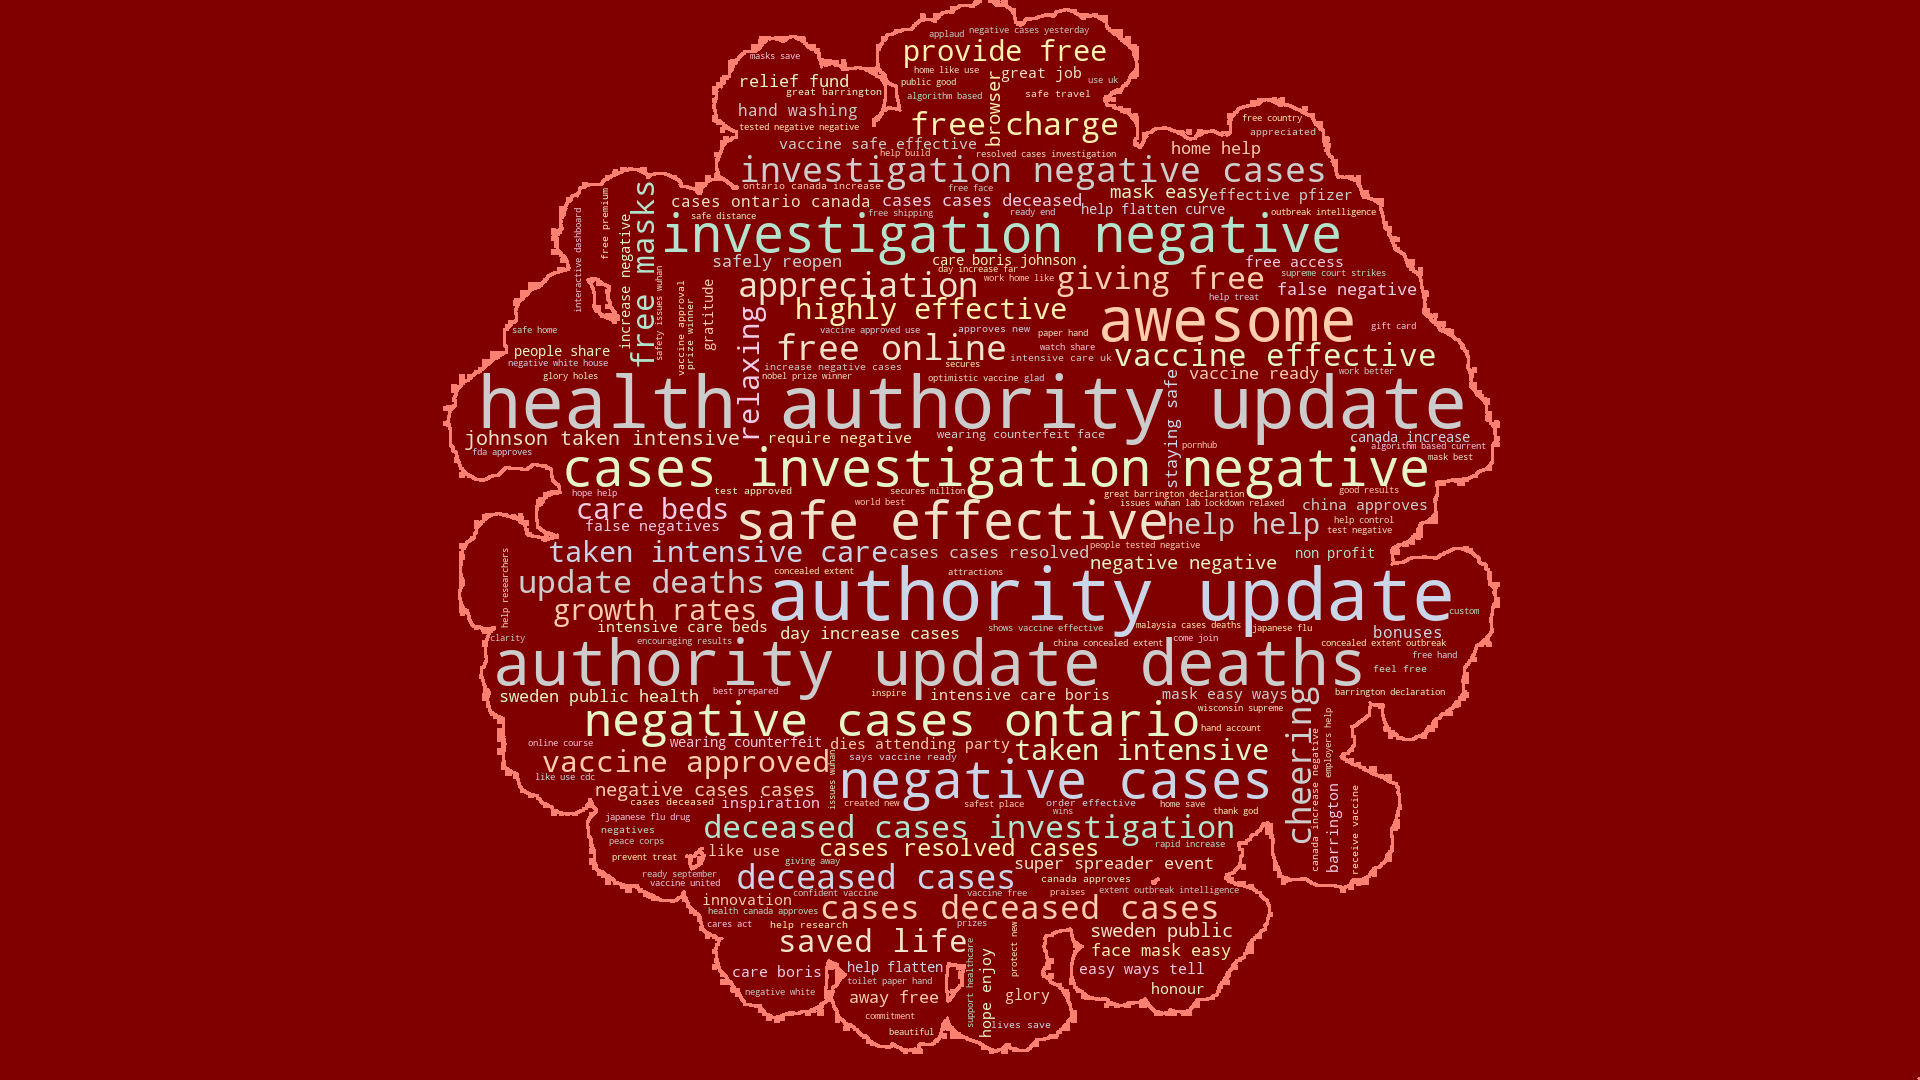 applaud
negative cases yesterday
provide free
masks save
home like use
great job
relief fund
public good
use uk
great barrington
browser
algorithm based
safe travel
hand washing
free charge
free country
tested negative negative
appreciated
vaccine safe effective
help build
resolved cases investigation
home help
investigation negative cases
ontario canada increase
free face
mask easy
effective pfizer
cases ontario canada
cases cases deceased
help flatten curve
safe distance
free shipping
ready end
outbreak intelligence
free premium
interactive dashboard
increase negative
free masks
investigation negative
safely reopen
care boris johnson
free access
day increase far
supreme court strikes
safety issues wuhan
vaccine approval
prize winner
gratitude
appreciation
work home like
giving free
false negative
highly effective
help treat
awesome
relaxing
safe home
vaccine approved use
approves new
paper hand
gift card
people share
free online
watch share
intensive care uk
vaccine effective
negative white house
increase negative cases
secures
glory holes
nobel prize winner
optimistic vaccine
glad
vaccine ready
work better
health authority update
staying safe
johnson taken intensive
require negative
wearing counterfeit face
canada increase
pornhub
algorithm based current
fda approves
mask best
cases investigation negative
hope help
test approved
secures million
great barrington declaration
good results
world best
issues wuhan lab
lockdown relaxed
china approves
care beds
safe effective
help help
help control
false negatives
test negative
taken intensive care
cases cases resolved
people tested negative
non profit
help researchers
concealed extent
attractions
negative negative
update deaths
authority update
growth rates
custom
intensive care beds
day increase cases
shows vaccine effective
malaysia cases deaths
japanese flu
bonuses
clarity
encouraging results
china concealed extent
come join
concealed extent outbreak
authority update deaths
free hand
feel free
sweden public health
best prepared
inspire
intensive care boris
mask easy ways
barrington declaration
wisconsin supreme
negative cases ontario
hand account
cheering
canada increase negative
employers help
online course
wearing counterfeit
dies attending party
taken intensive
vaccine approved
issues wuhan
says vaccine ready
like use cdc
negative cases
negative cases cases
cases deceased
inspiration
created new
safest place
order effective
home save
wins
thank god
barrington
receive vaccine
japanese flu drug
negatives
deceased cases investigation
peace corps
prevent treat
like use
cases resolved cases
rapid increase
giving away
super spreader event
ready september
vaccine united
deceased cases
canada approves
confident vaccine
vaccine free
praises
extent outbreak intelligence
innovation
health canada approves
cases deceased cases
cares act
help research
prizes
sweden public
saved life
support healthcare
hope enjoy
protect new
face mask easy
care boris
help flatten
easy ways tell
toilet paper hand
negative white
away free
glory
honour
commitment
lives save
beautiful